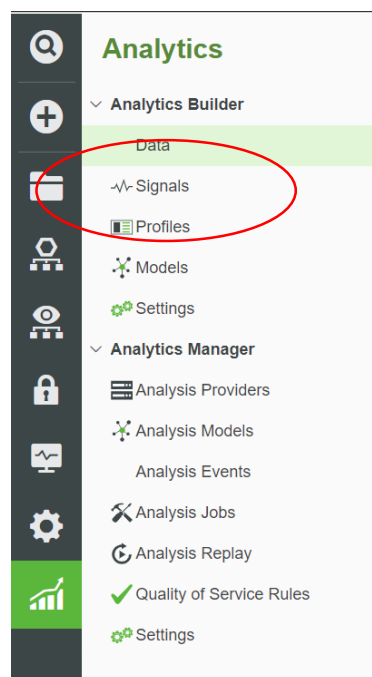 Analytics
Analytics Builder
Data
Signals
Profiles
Models
Settings
Analytics Manager
Analysis Providers
Analysis Models
Analysis Events
Analysis Jobs
Analysis Replay
Quality of Service Rules
Settings